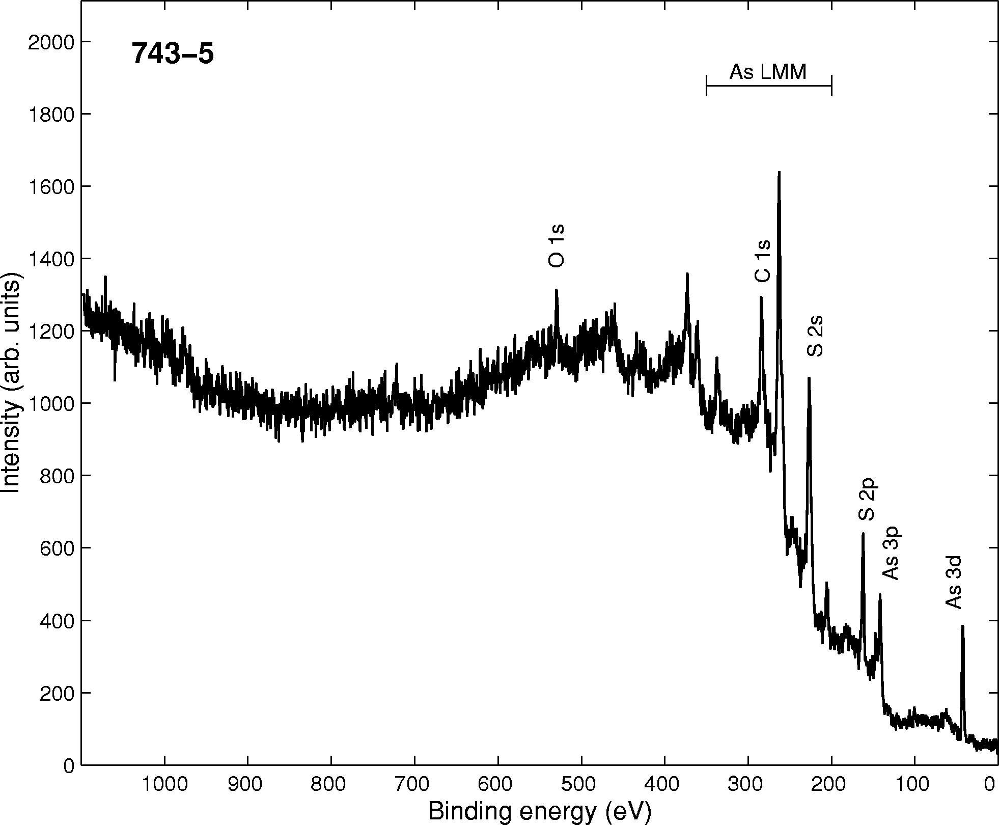 743–5
As LMM
O 1s
C 1s
S 2s
S 2p
As 3p
As 3d
2000
1800
1600
1400
1200
1000
800
600
400
200
0
Intensity (arb. units)
1000 900 800 700 600 500 400 300 200 100 0
Binding energy (eV)